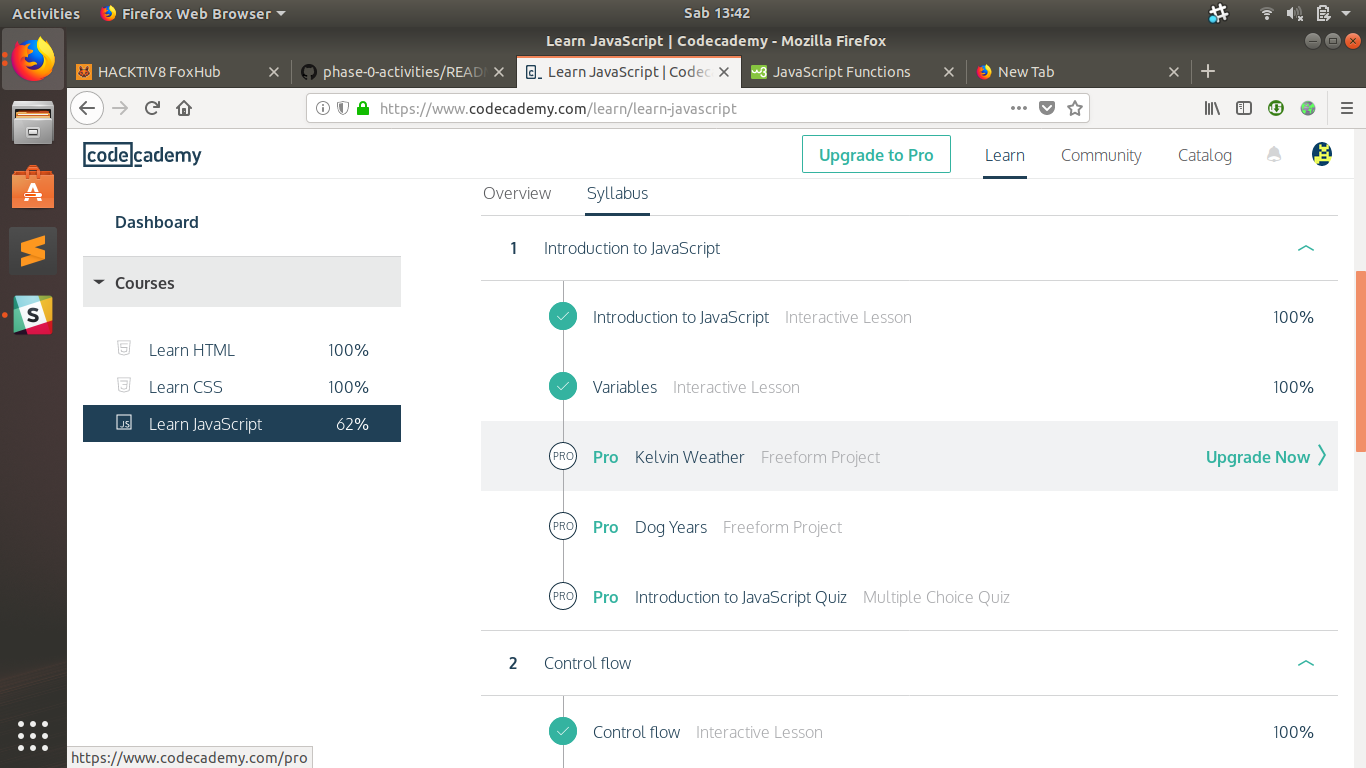 Activities Firefox Web Browser Sab 13:42
Learn JavaScript | Codecademy - Mozilla Firefox
HACKTIV8 FoxHub phase-0-activities/READ Learn JavaScript | Codec JavaScript Functions New Tab
https://www.codecademy.com/learn/learn-javascript
codecademy Upgrade to Pro Learn Community Catalog
Overview Syllabus
Dashboard
1 Introduction to JavaScript
Courses
Introduction to JavaScript Interactive Lesson 100%
Learn HTML 100%
Variables Interactive Lesson 100%
Learn CSS 100%
JS Learn JavaScript 62%
PRO Pro Kelvin Weather Freeform Project Upgrade Now
PRO Pro Dog Years Freeform Project
PRO Pro Introduction to JavaScript Quiz Multiple Choice Quiz
2 Control flow
Control flow Interactive Lesson 100%
https://www.codecademy.com/pro